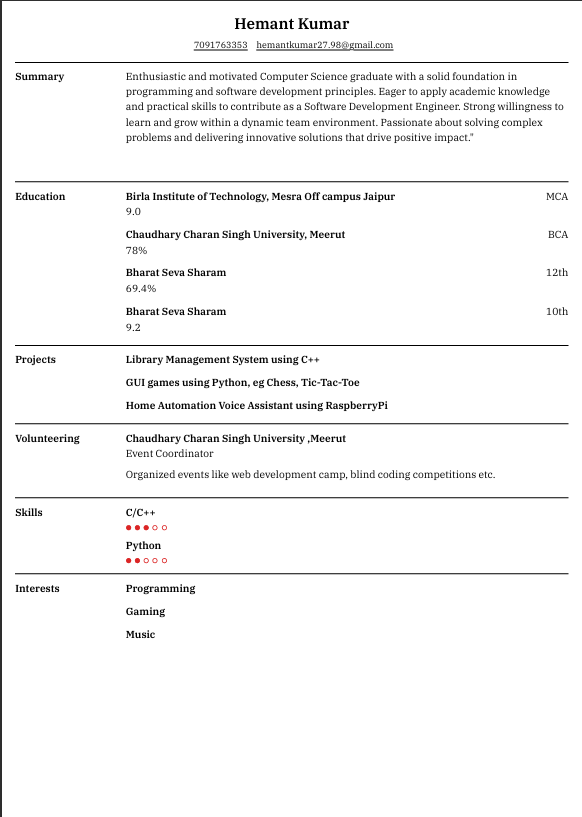 Hemant Kumar
7091763353 hemantkumar27.98@gmail.com
Summary
Enthusiastic and motivated Computer Science graduate with a solid foundation in
programming and software development principles. Eager to apply academic knowledge
and practical skills to contribute as a Software Development Engineer. Strong willingness to
learn and grow within a dynamic team environment. Passionate about solving complex
problems and delivering innovative solutions that drive positive impact."
Education
Birla Institute of Technology, Mesra Off campus Jaipur MCA
9.0
Chaudhary Charan Singh University, Meerut BCA
78%
Bharat Seva Sharam 12th
69.4%
Bharat Seva Sharam 10th
9.2
Projects
Library Management System using C++
GUI games using Python, eg Chess, Tic-Tac-Toe
Home Automation Voice Assistant using RaspberryPi
Volunteering
Chaudhary Charan Singh University ,Meerut
Event Coordinator
Organized events like web development camp, blind coding competitions etc.
Skills
C/C++
Python
Interests
Programming
Gaming
Music